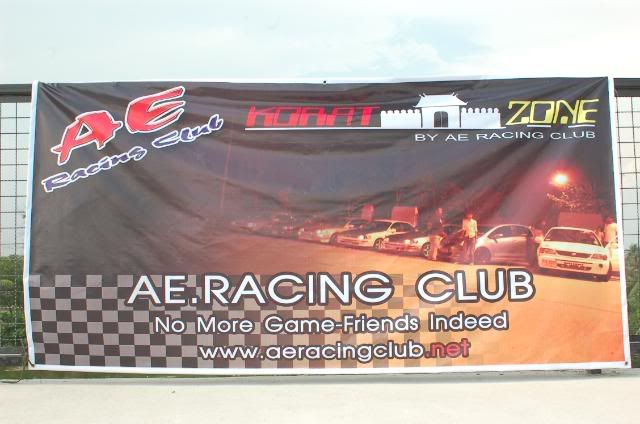 AE
Racing Club
KORAT ZONE
BY AE RACING CLUB
AE.RACING CLUB
No More Game-Friends Indeed
www.aeracingclub.net